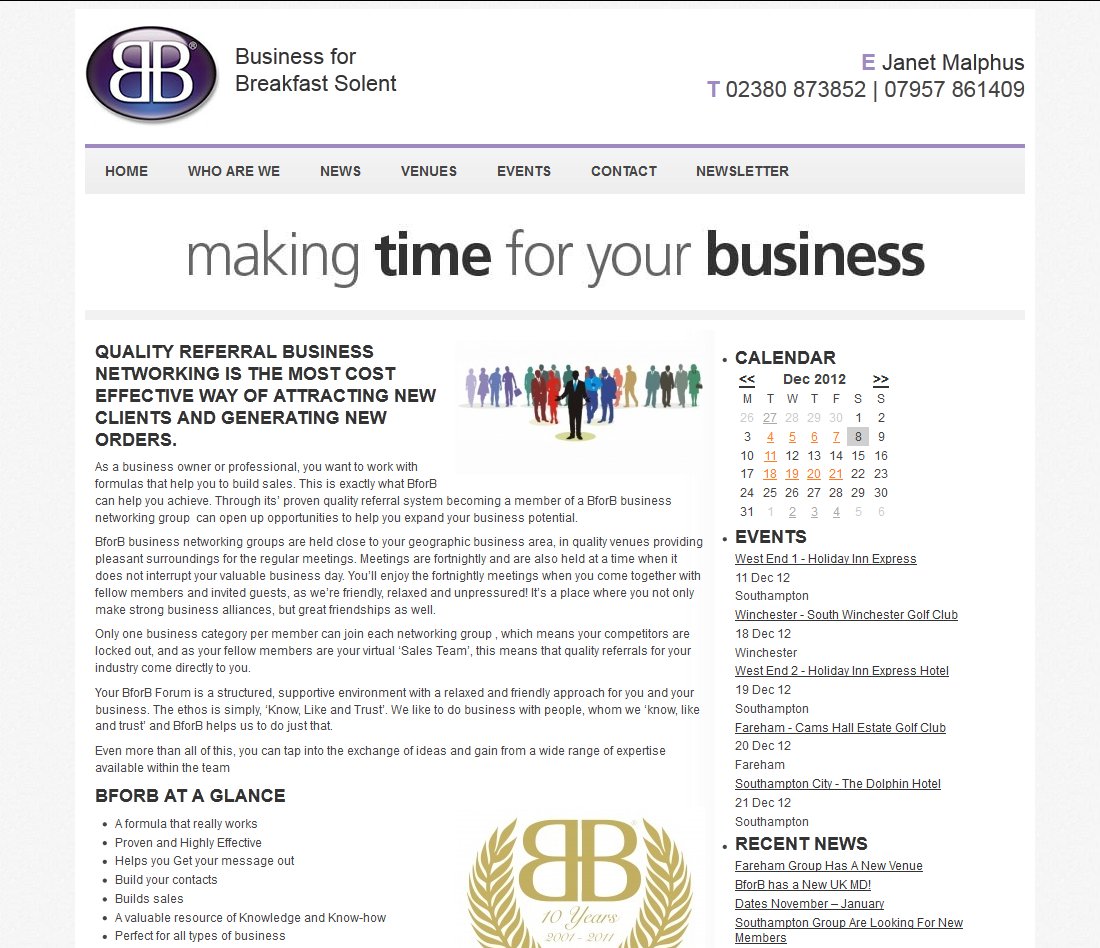 BB®
Business for
Breakfast Solent
E Janet Malphus
T 02380 873852 | 07957 861409
HOME WHO ARE WE NEWS VENUES EVENTS CONTACT NEWSLETTER
making time for your business
QUALITY REFERRAL BUSINESS
NETWORKING IS THE MOST COST
EFFECTIVE WAY OF ATTRACTING NEW
CLIENTS AND GENERATING NEW
ORDERS.
As a business owner or professional, you want to work with
formulas that help you to build sales. This is exactly what BforB
can help you achieve. Through its’ proven quality referral system becoming a member of a BforB business
networking group can open up opportunities to help you expand your business potential.
BforB business networking groups are held close to your geographic business area, in quality venues providing
pleasant surroundings for the regular meetings. Meetings are fortnightly and are also held at a time when it
does not interrupt your valuable business day. You’ll enjoy the fortnightly meetings when you come together with
fellow members and invited guests, as we’re friendly, relaxed and unpressured! It’s a place where you not only
make strong business alliances, but great friendships as well.
Only one business category per member can join each networking group , which means your competitors are
locked out, and as your fellow members are your virtual ‘Sales Team’, this means that quality referrals for your
industry come directly to you.
Your BforB Forum is a structured, supportive environment with a relaxed and friendly approach for you and your
business. The ethos is simply, ‘Know, Like and Trust’. We like to do business with people, whom we ‘know, like
and trust’ and BforB helps us to do just that.
Even more than all of this, you can tap into the exchange of ideas and gain from a wide range of expertise
available within the team
BFORB AT A GLANCE
• A formula that really works
• Proven and Highly Effective
• Helps you Get your message out
• Build your contacts
• Builds sales
• A valuable resource of Knowledge and Know-how
• Perfect for all types of business
BB
10 Years
2001 - 2011
• CALENDAR
<< Dec 2012 >>
M T W T F S S
26 27 28 29 30 1 2
3 4 5 6 7 8 9
10 11 12 13 14 15 16
17 18 19 20 21 22 23
24 25 26 27 28 29 30
31 1 2 3 4 5 6
• EVENTS
West End 1 - Holiday Inn Express
11 Dec 12
Southampton
Winchester - South Winchester Golf Club
18 Dec 12
Winchester
West End 2 - Holiday Inn Express Hotel
19 Dec 12
Southampton
Fareham - Cams Hall Estate Golf Club
20 Dec 12
Fareham
Southampton City - The Dolphin Hotel
21 Dec 12
Southampton
• RECENT NEWS
Fareham Group Has A New Venue
BforB has a New UK MD!
Dates November – January
Southampton Group Are Looking For New
Members